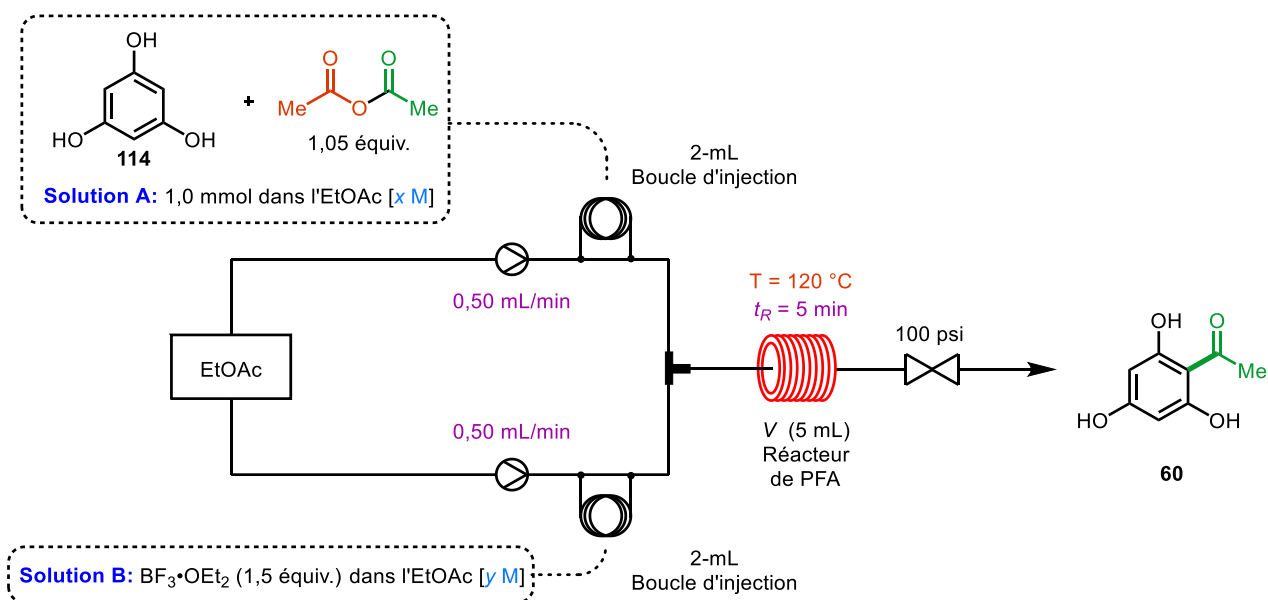 OH
HO
OH
114
+
O
O
Me
O
Me
1,05 équiv.
Solution A: 1,0 mmol dans l'EtOAc [x M]
2-mL
Boucle d'injection
0,50 mL/min
EtOAc
0,50 mL/min
T = 120 °C
tR = 5 min
V (5 mL)
Réacteur
de PFA
100 psi
OH
O
Me
HO
OH
60
Solution B: BF3•OEt2 (1,5 équiv.) dans l'EtOAc [y M]
2-mL
Boucle d'injection